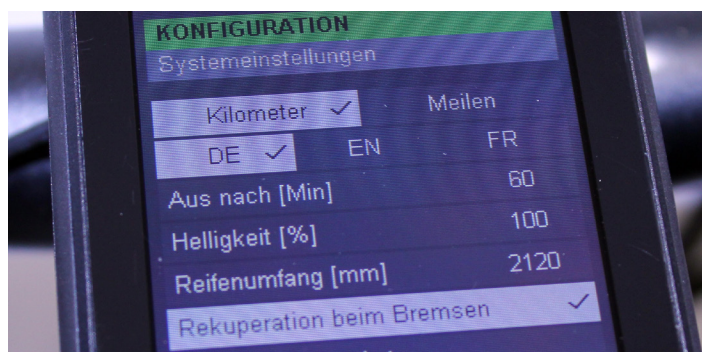 KONFIGURATION
Systemeinstellungen
Kilometer ✓ Meilen
DE ✓ EN FR
Aus nach [Min] 60
Helligkeit [%] 100
Reifenumfang [mm] 2120
Rekuperation beim Bremsen ✓